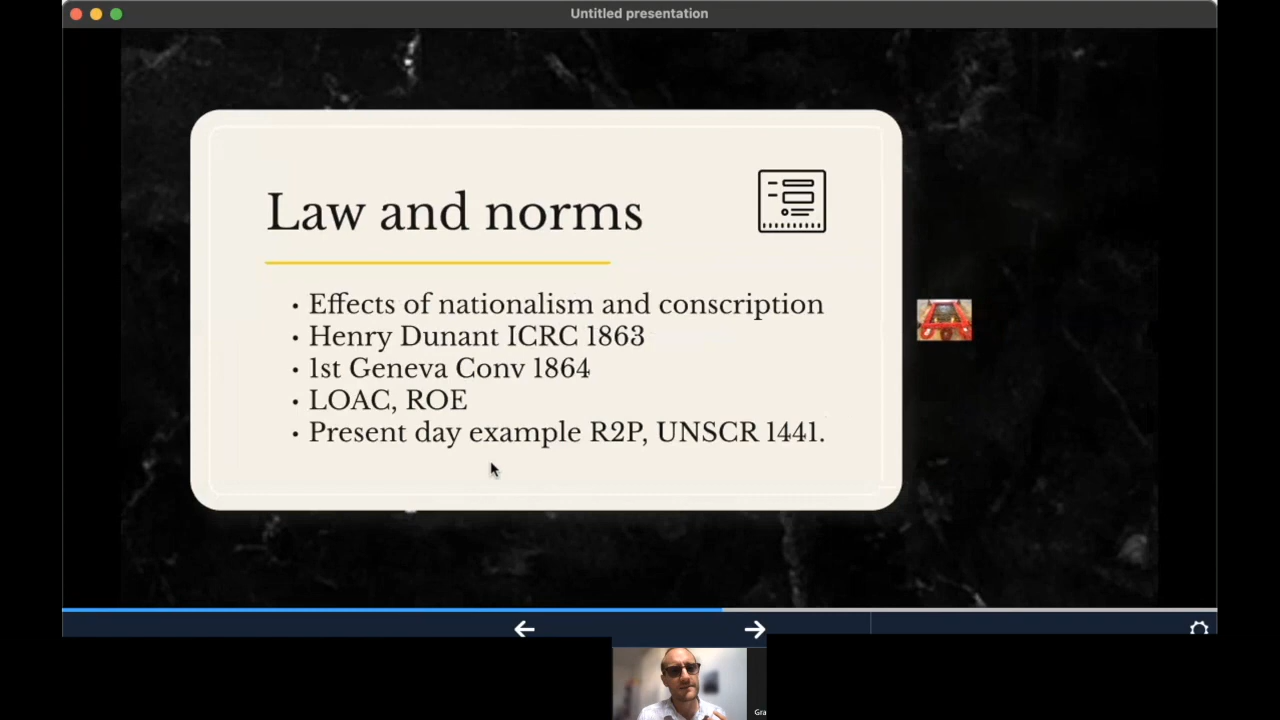 Untitled presentation
Law and norms
• Effects of nationalism and conscription
• Henry Dunant ICRC 1863
• 1st Geneva Conv 1864
• LOAC, ROE
• Present day example R2P, UNSCR 1441.
Gra